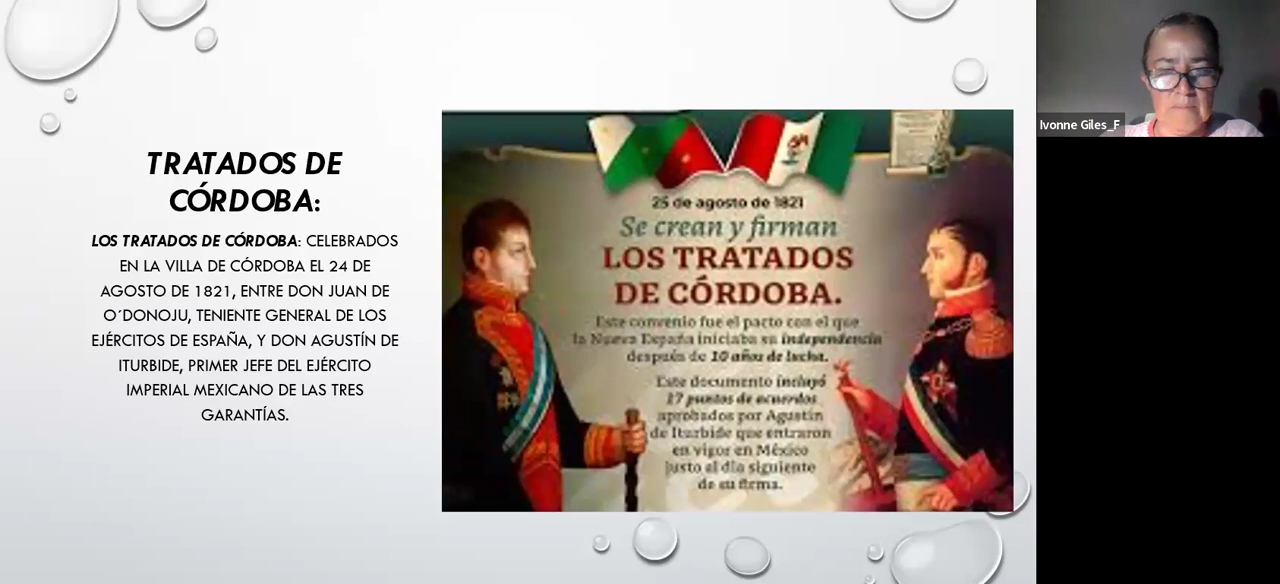 TRATADOS DE
CÓRDOBA:
LOS TRATADOS DE CÓRDOBA: CELEBRADOS
EN LA VILLA DE CÓRDOBA EL 24 DE
AGOSTO DE 1821, ENTRE DON JUAN DE
O´DONOJU, TENIENTE GENERAL DE LOS
EJÉRCITOS DE ESPAÑA, Y DON AGUSTÍN DE
ITURBIDE, PRIMER JEFE DEL EJÉRCITO
IMPERIAL MEXICANO DE LAS TRES
GARANTÍAS.
25 de agosto de 1821
Se crean y firman
LOS TRATADOS
DE CÓRDOBA.
Este convenio fue el pacto con el que
la Nueva España iniciaba su independencia
después de 10 años de lucha.
Este documento incluyó
17 puntos de acuerdos
aprobados por Agustín
de Iturbide que entraron
en vigor en México
justo al día siguiente
de su firma.
Ivonne Giles_F